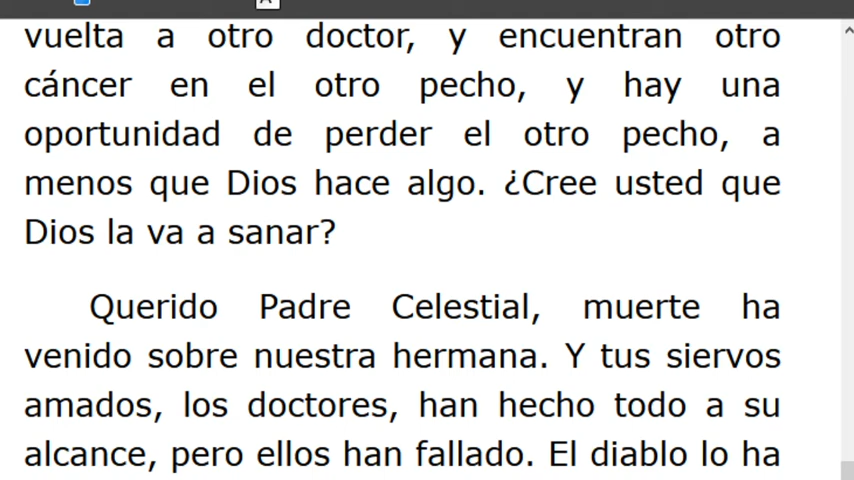 vuelta a otro doctor, y encuentran otro
cáncer en el otro pecho, y hay una
oportunidad de perder el otro pecho, a
menos que Dios hace algo. ¿Cree usted que
Dios la va a sanar?
Querido Padre Celestial, muerte ha
venido sobre nuestra hermana. Y tus siervos
amados, los doctores, han hecho todo a su
alcance, pero ellos han fallado. El diablo lo ha